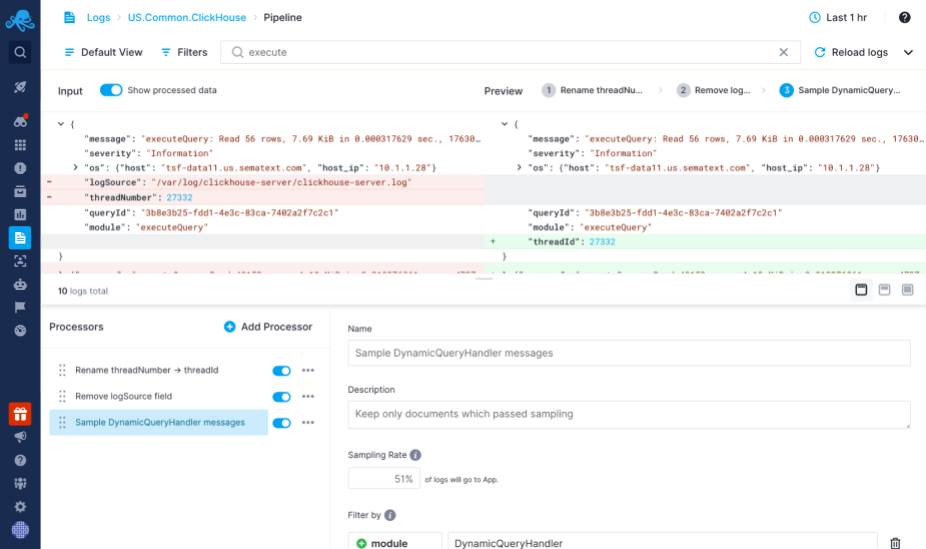 Logs > US.Common.ClickHouse > Pipeline
Last 1 hr
Default View
Filters
execute
Reload logs
Input
Show processed data
Preview
1 Rename threadNu...
2 Remove log...
3 Sample DynamicQuery...
{
"message": "executeQuery: Read 56 rows, 7.69 KiB in 0.000317629 sec., 17630...
"severity": "Information"
"os": {"host": "tsf-data11.us.sematext.com", "host_ip": "10.1.1.28"}
- "logSource": "/var/log/clickhouse-server/clickhouse-server.log"
- "threadNumber": 27332
"queryId": "3b8e3b25-fdd1-4e3c-83ca-7402a2f7c2c1"
"module": "executeQuery"
}
{
"message": "executeQuery: Read 56 rows, 7.69 KiB in 0.000317629 sec., 17630...
"severity": "Information"
"os": {"host": "tsf-data11.us.sematext.com", "host_ip": "10.1.1.28"}
"queryId": "3b8e3b25-fdd1-4e3c-83ca-7402a2f7c2c1"
"module": "executeQuery"
+ "threadId": 27332
}
10 logs total
Processors
Add Processor
Rename threadNumber → threadId
Remove logSource field
Sample DynamicQueryHandler messages
Name
Sample DynamicQueryHandler messages
Description
Keep only documents which passed sampling
Sampling Rate
51% of logs will go to App.
Filter by
module
DynamicQueryHandler